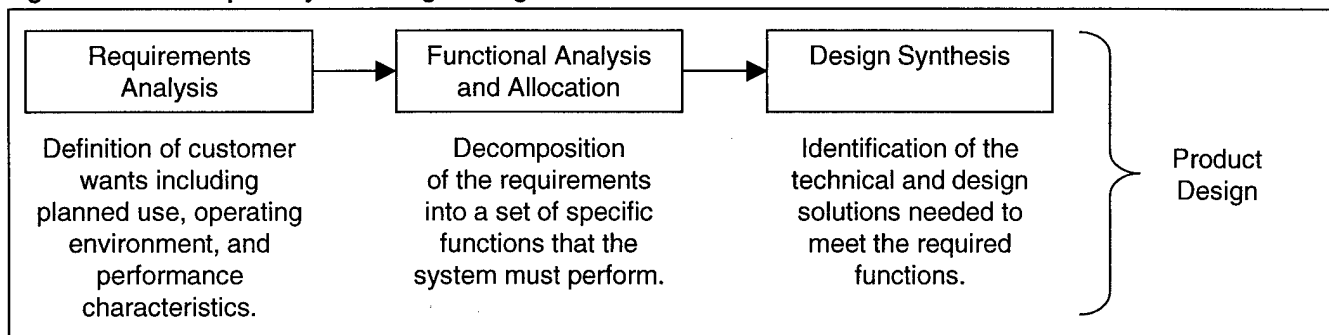 Requirements
Analysis
Functional Analysis
and Allocation
Design Synthesis
Definition of customer
wants including
planned use, operating
environment, and
performance
characteristics.
Decomposition
of the requirements
into a set of specific
functions that the
system must perform.
Identification of the
technical and design
solutions needed to
meet the required
functions.
Product
Design